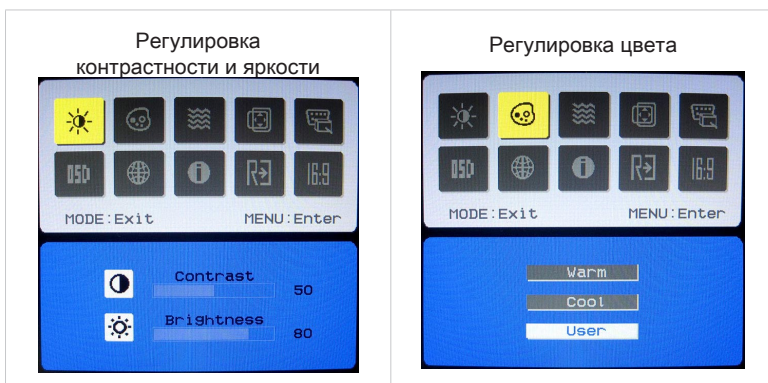 Регулировка
контрастности и яркости
OSD
i
R
16:9
MODE:Exit
MENU:Enter
Contrast
50
Brightness
80
Регулировка цвета
OSD
i
R
16:9
MODE:Exit
MENU:Enter
Warm
Cool
User